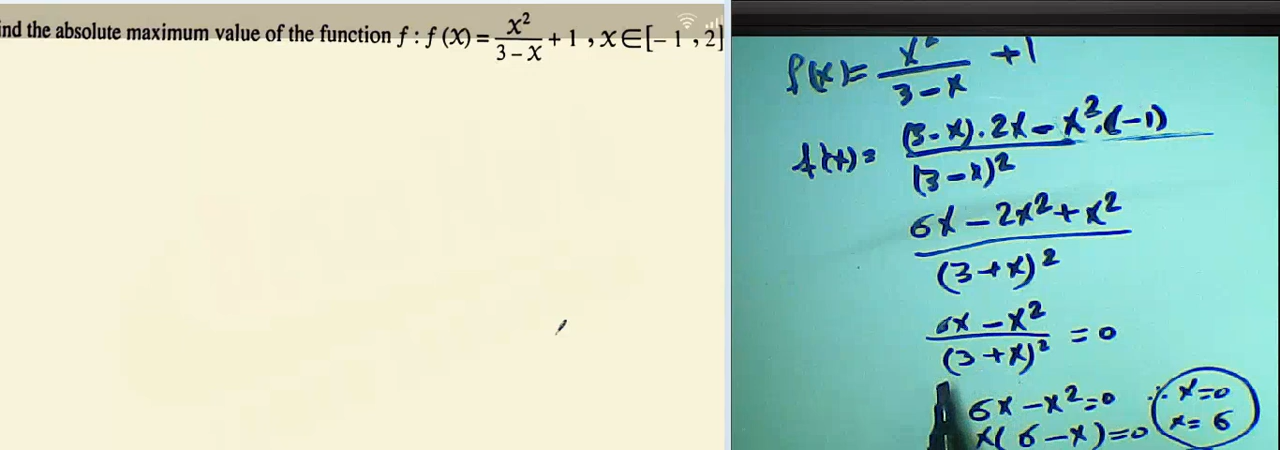 ind the absolute maximum value of the function f : f (X) = x²/(3 – x) + 1 , x ∈ [– 1 , 2]
f(x) = x²/(3 – x) + 1
f'(x) = ((3 - x) . 2x – x² . (-1))/(3 – x)²
(6x – 2x² + x²)/(3 + x)²
(6x – x²)/(3 + x)² = 0
6x – x² = 0 ∴ x = 0
x(6 – x) = 0 x = 6